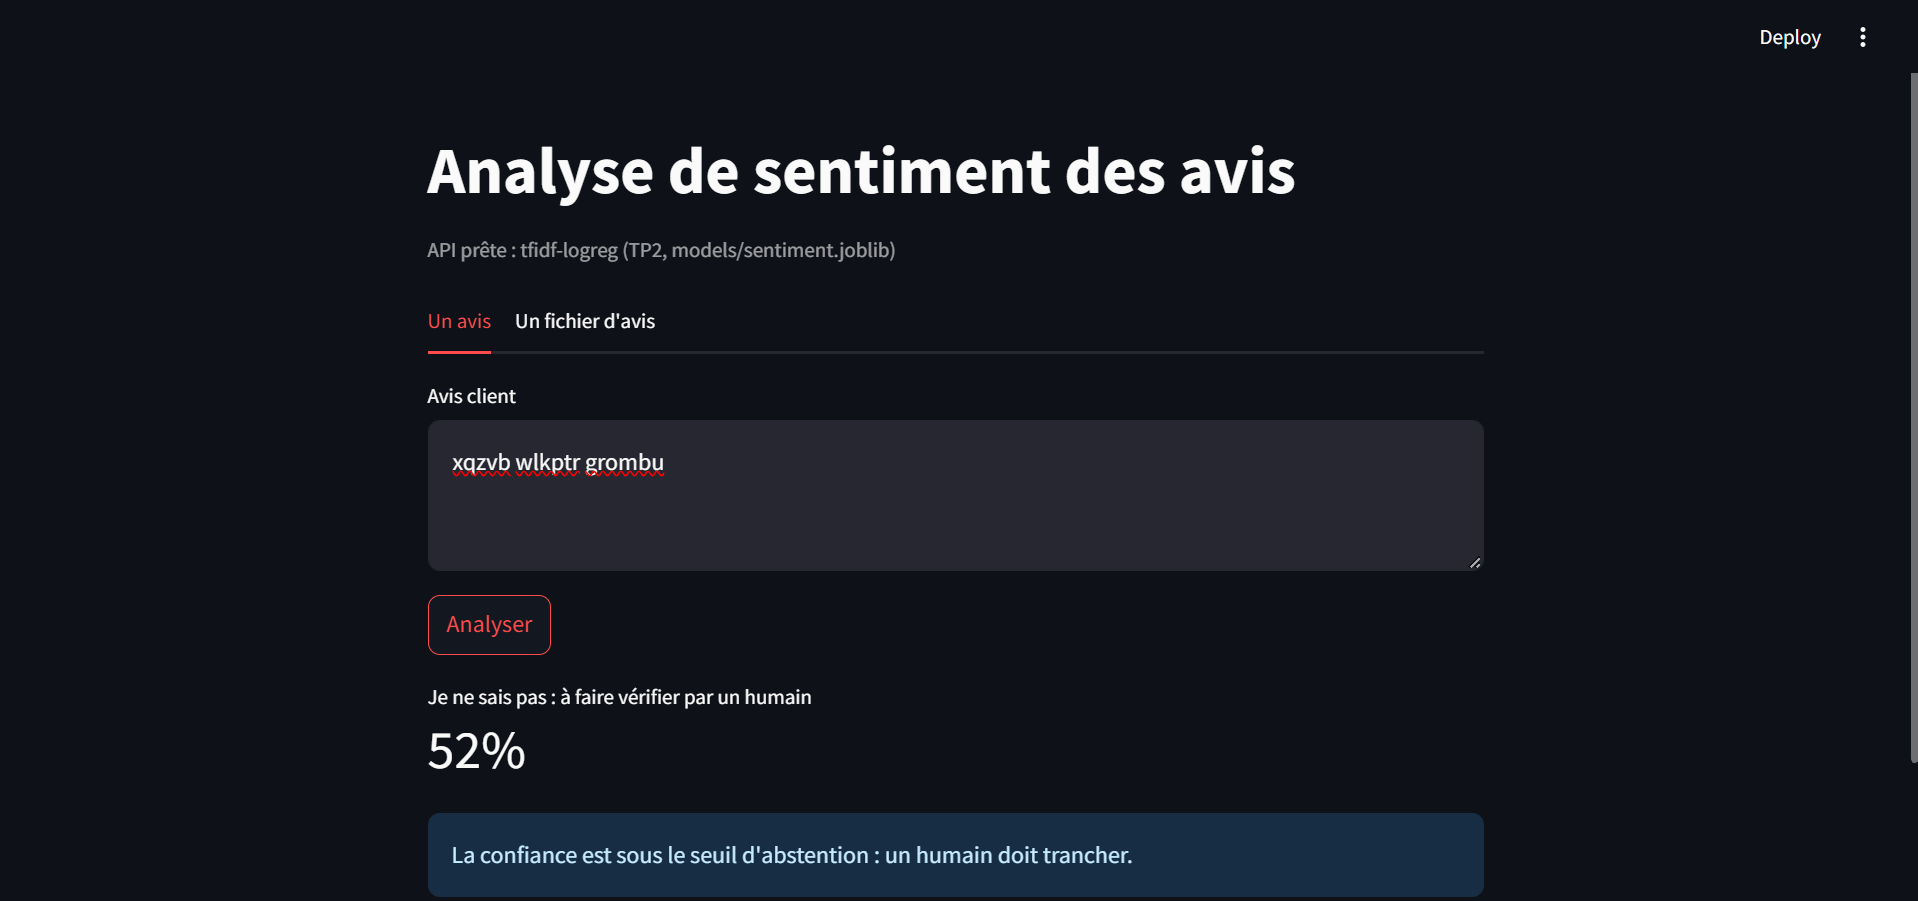 Deploy
Analyse de sentiment des avis
API prête : tfidf-logreg (TP2, models/sentiment.joblib)
Un avis Un fichier d'avis
Avis client
xqzvb wlkptr grombu
Analyser
Je ne sais pas : à faire vérifier par un humain
52%
La confiance est sous le seuil d'abstention : un humain doit trancher.